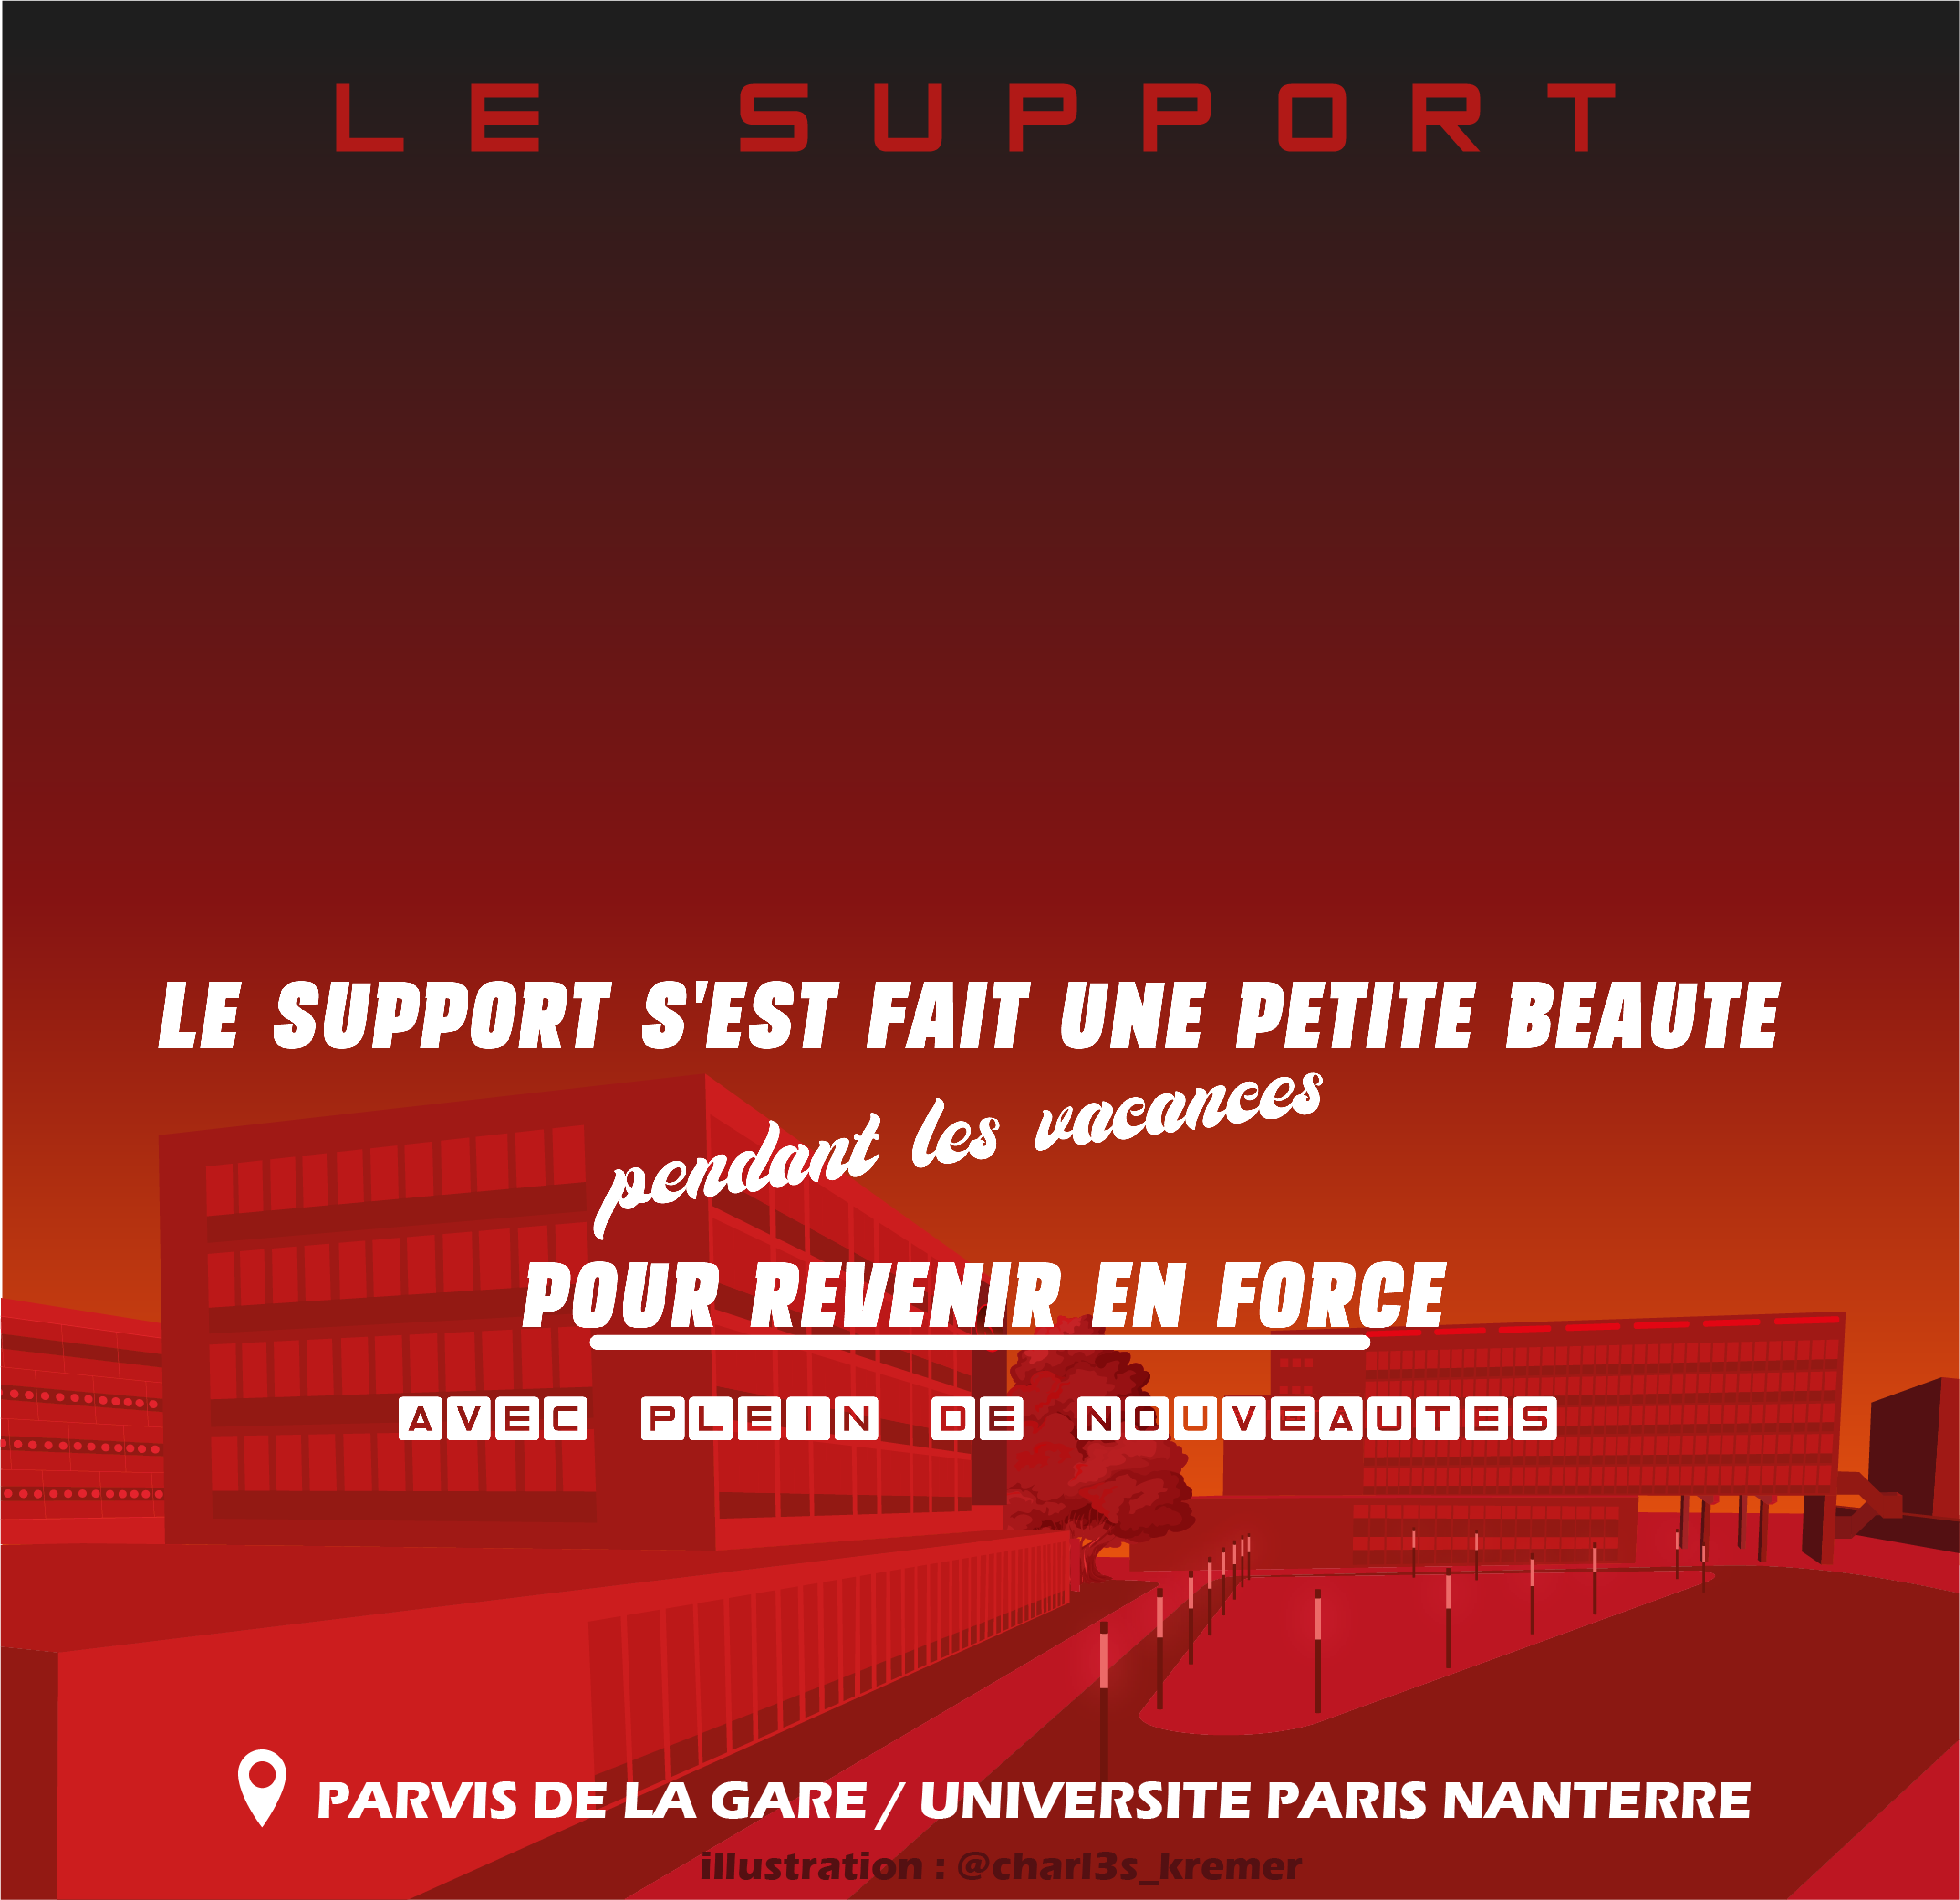 LE SUPPORT
LE SUPPORT S'EST FAIT UNE PETITE BEAUTE
pendant les vacances
POUR REVENIR EN FORCE
AVEC PLEIN DE NOUVEAUTES
PARVIS DE LA GARE / UNIVERSITE PARIS NANTERRE
illustration : @charl3s_kremer